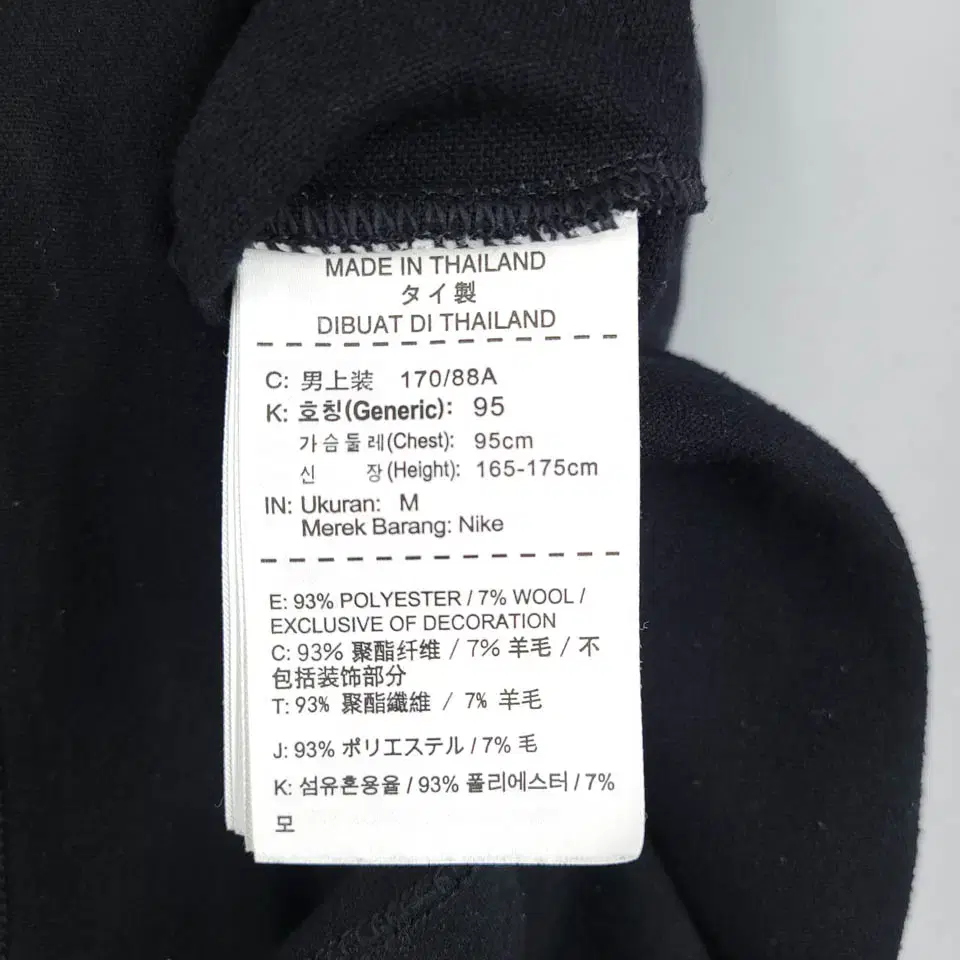 MADE IN THAILAND
タイ製
DIBUAT DI THAILAND
C: 男上装 170/88A
K: 호칭(Generic): 95
가슴둘레(Chest): 95cm
신 장(Height): 165-175cm
IN: Ukuran: M
Merek Barang: Nike
E: 93% POLYESTER / 7% WOOL /
EXCLUSIVE OF DECORATION
C: 93% 聚酯纤维 / 7% 羊毛 / 不
包括装饰部分
T: 93% 聚酯纖維 / 7% 羊毛
J: 93% ポリエステル / 7% 毛
K: 섬유혼용율 / 93% 폴리에스터 / 7%
모